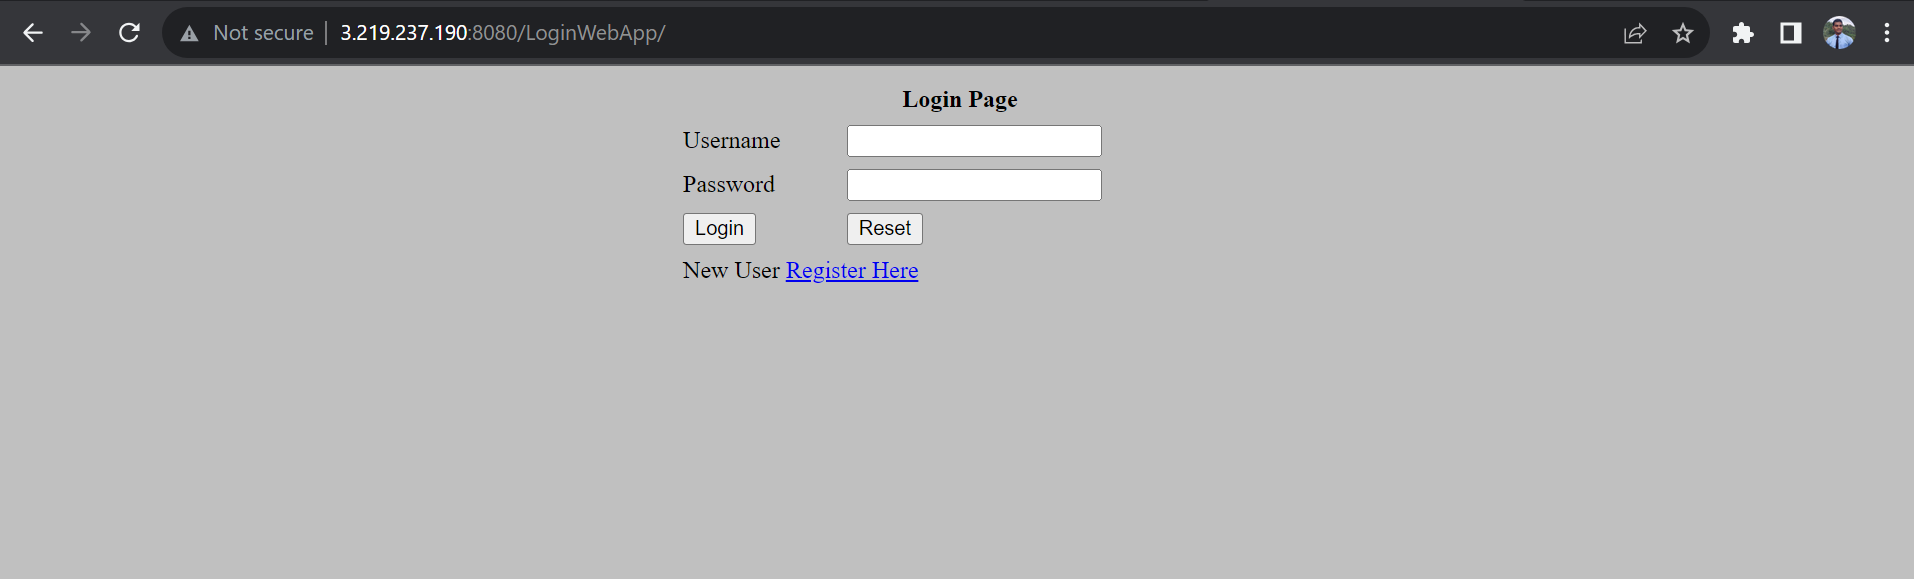 Not secure 3.219.237.190:8080/LoginWebApp/
Login Page
Username
Password
Login Reset
New User Register Here